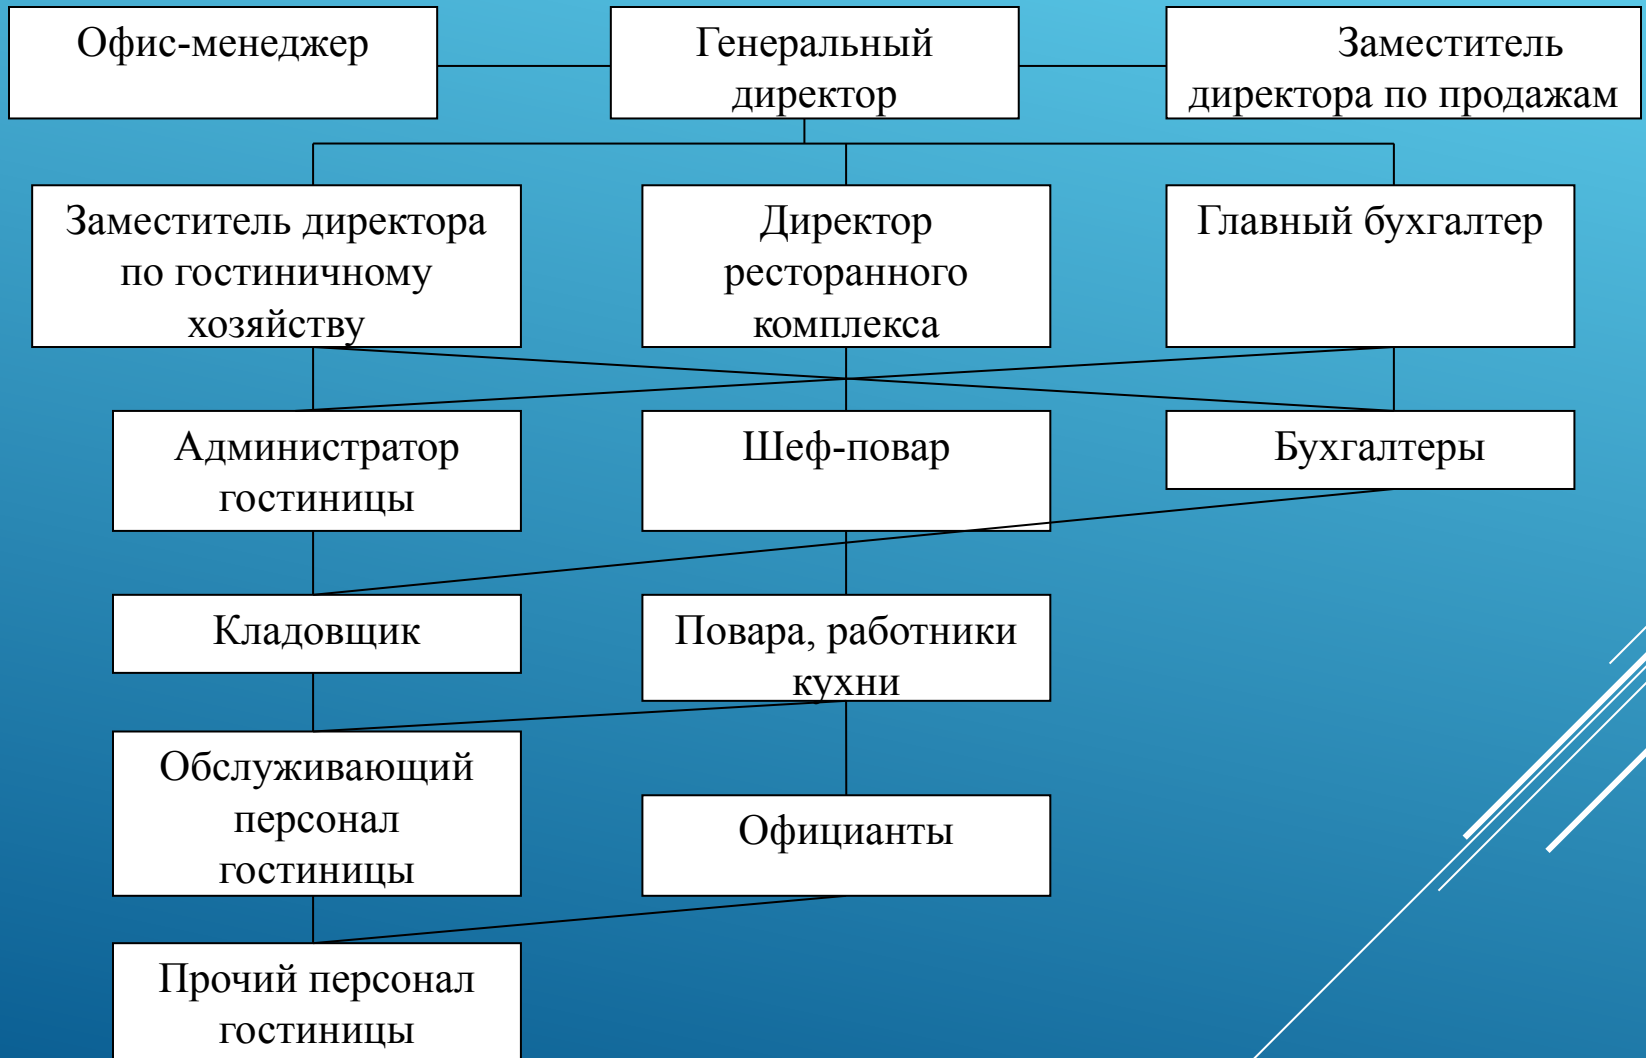 Офис-менеджер
Генеральный
директор
Заместитель
директора по продажам
Заместитель директора
по гостиничному
хозяйству
Директор
ресторанного
комплекса
Главный бухгалтер
Администратор
гостиницы
Шеф-повар
Бухгалтеры
Кладовщик
Повара, работники
кухни
Обслуживающий
персонал
гостиницы
Официанты
Прочий персонал
гостиницы